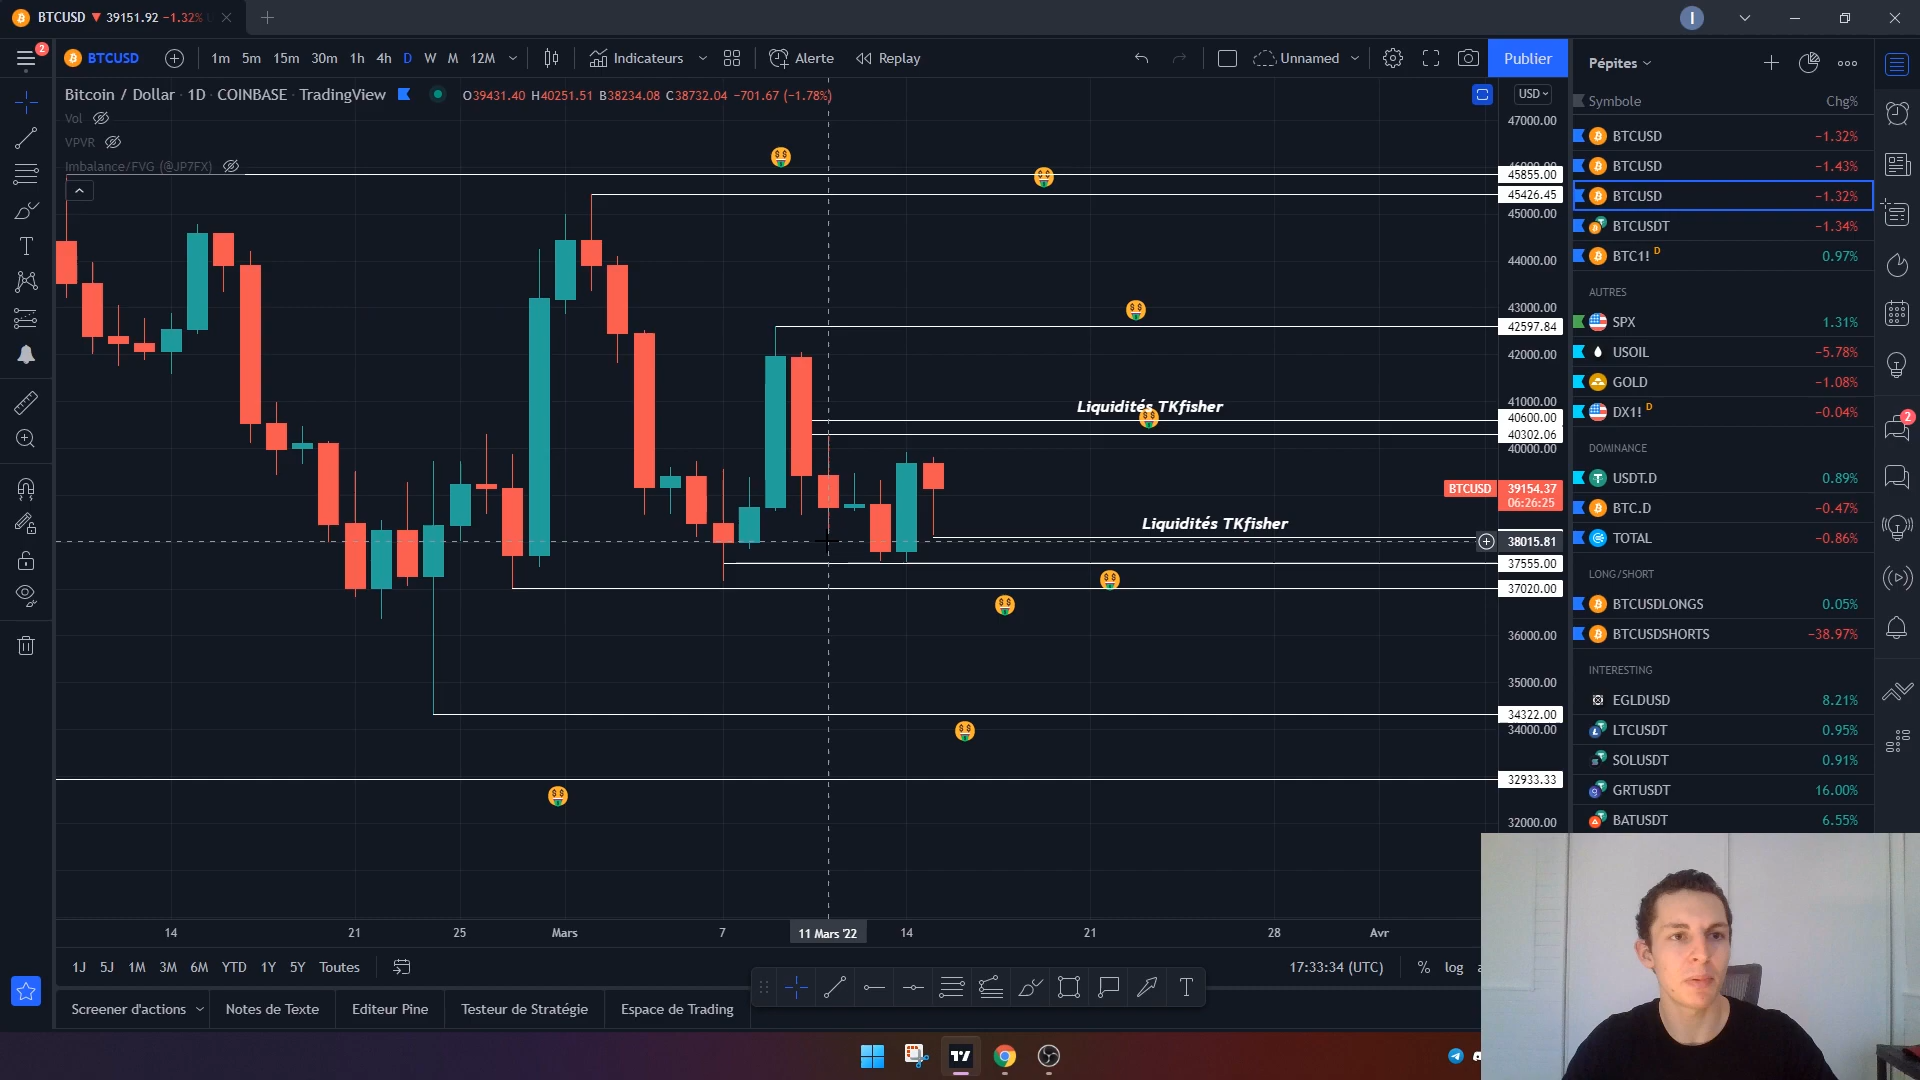 BTCUSD ▼ 39151.92 −1.32%
I
2
BTCUSD
1m 5m 15m 30m 1h 4h D W M 12M
Indicateurs
Alerte
Replay
Unnamed
Publier
Bitcoin / Dollar · 1D · COINBASE · TradingView
O39431.40 H40251.51 B38234.08 C38732.04 −701.67 (−1.78%)
Vol
VPVR
Imbalance/FVG (@JP7FX)
USD
47000.00
46000.00
45855.00
45426.45
45000.00
44000.00
43000.00
42597.84
42000.00
41000.00
40600.00
40302.06
40000.00
BTCUSD 39154.37
06:26:25
38015.81
37555.00
37020.00
36000.00
35000.00
34322.00
34000.00
32933.33
32000.00
Liquidités TKfisher
Liquidités TKfisher
14 21 25 Mars 7 11 Mars '22 14 21 28 Avr
1J 5J 1M 3M 6M YTD 1Y 5Y Toutes
17:33:34 (UTC) % log
Screener d'actions
Notes de Texte
Editeur Pine
Testeur de Stratégie
Espace de Trading
Pépites
Symbole Chg%
BTCUSD −1.32%
BTCUSD −1.43%
BTCUSD −1.32%
BTCUSDT −1.34%
BTC1! D 0.97%
AUTRES
SPX 1.31%
USOIL −5.78%
GOLD −1.08%
DX1! D −0.04%
DOMINANCE
USDT.D 0.89%
BTC.D −0.47%
TOTAL −0.86%
LONG/SHORT
BTCUSDLONGS 0.05%
BTCUSDSHORTS −38.97%
INTERESTING
EGLDUSD 8.21%
LTCUSDT 0.95%
SOLUSDT 0.91%
GRTUSDT 16.00%
BATUSDT 6.55%
2